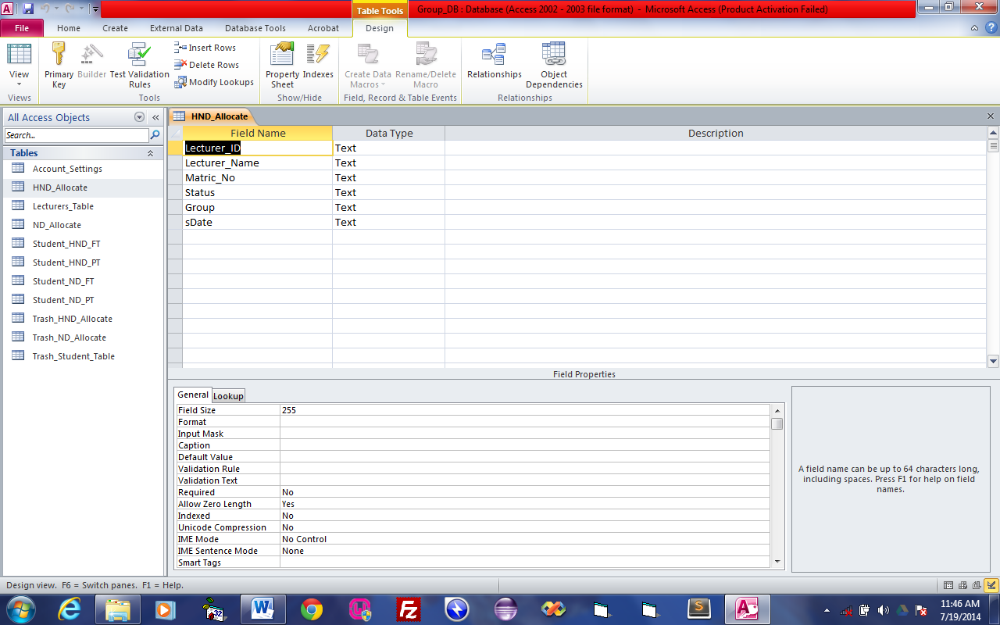 Table Tools
Group_DB : Database (Access 2002 - 2003 file format) - Microsoft Access (Product Activation Failed)
File Home Create External Data Database Tools Acrobat Design
View
Primary Key
Builder
Test Validation Rules
Insert Rows
Delete Rows
Modify Lookups
Property Sheet
Indexes
Create Data Macros
Rename/Delete Macro
Relationships
Object Dependencies
Views Tools Show/Hide Field, Record & Table Events Relationships
All Access Objects
Search...
Tables
Account_Settings
HND_Allocate
Lecturers_Table
ND_Allocate
Student_HND_FT
Student_HND_PT
Student_ND_FT
Student_ND_PT
Trash_HND_Allocate
Trash_ND_Allocate
Trash_Student_Table
HND_Allocate
Field Name Data Type Description
Lecturer_ID Text
Lecturer_Name Text
Matric_No Text
Status Text
Group Text
sDate Text
Field Properties
General Lookup
Field Size 255
Format
Input Mask
Caption
Default Value
Validation Rule
Validation Text
Required No
Allow Zero Length Yes
Indexed No
Unicode Compression No
IME Mode No Control
IME Sentence Mode None
Smart Tags
A field name can be up to 64 characters long,
including spaces. Press F1 for help on field
names.
Design view. F6 = Switch panes. F1 = Help.
11:46 AM
7/19/2014